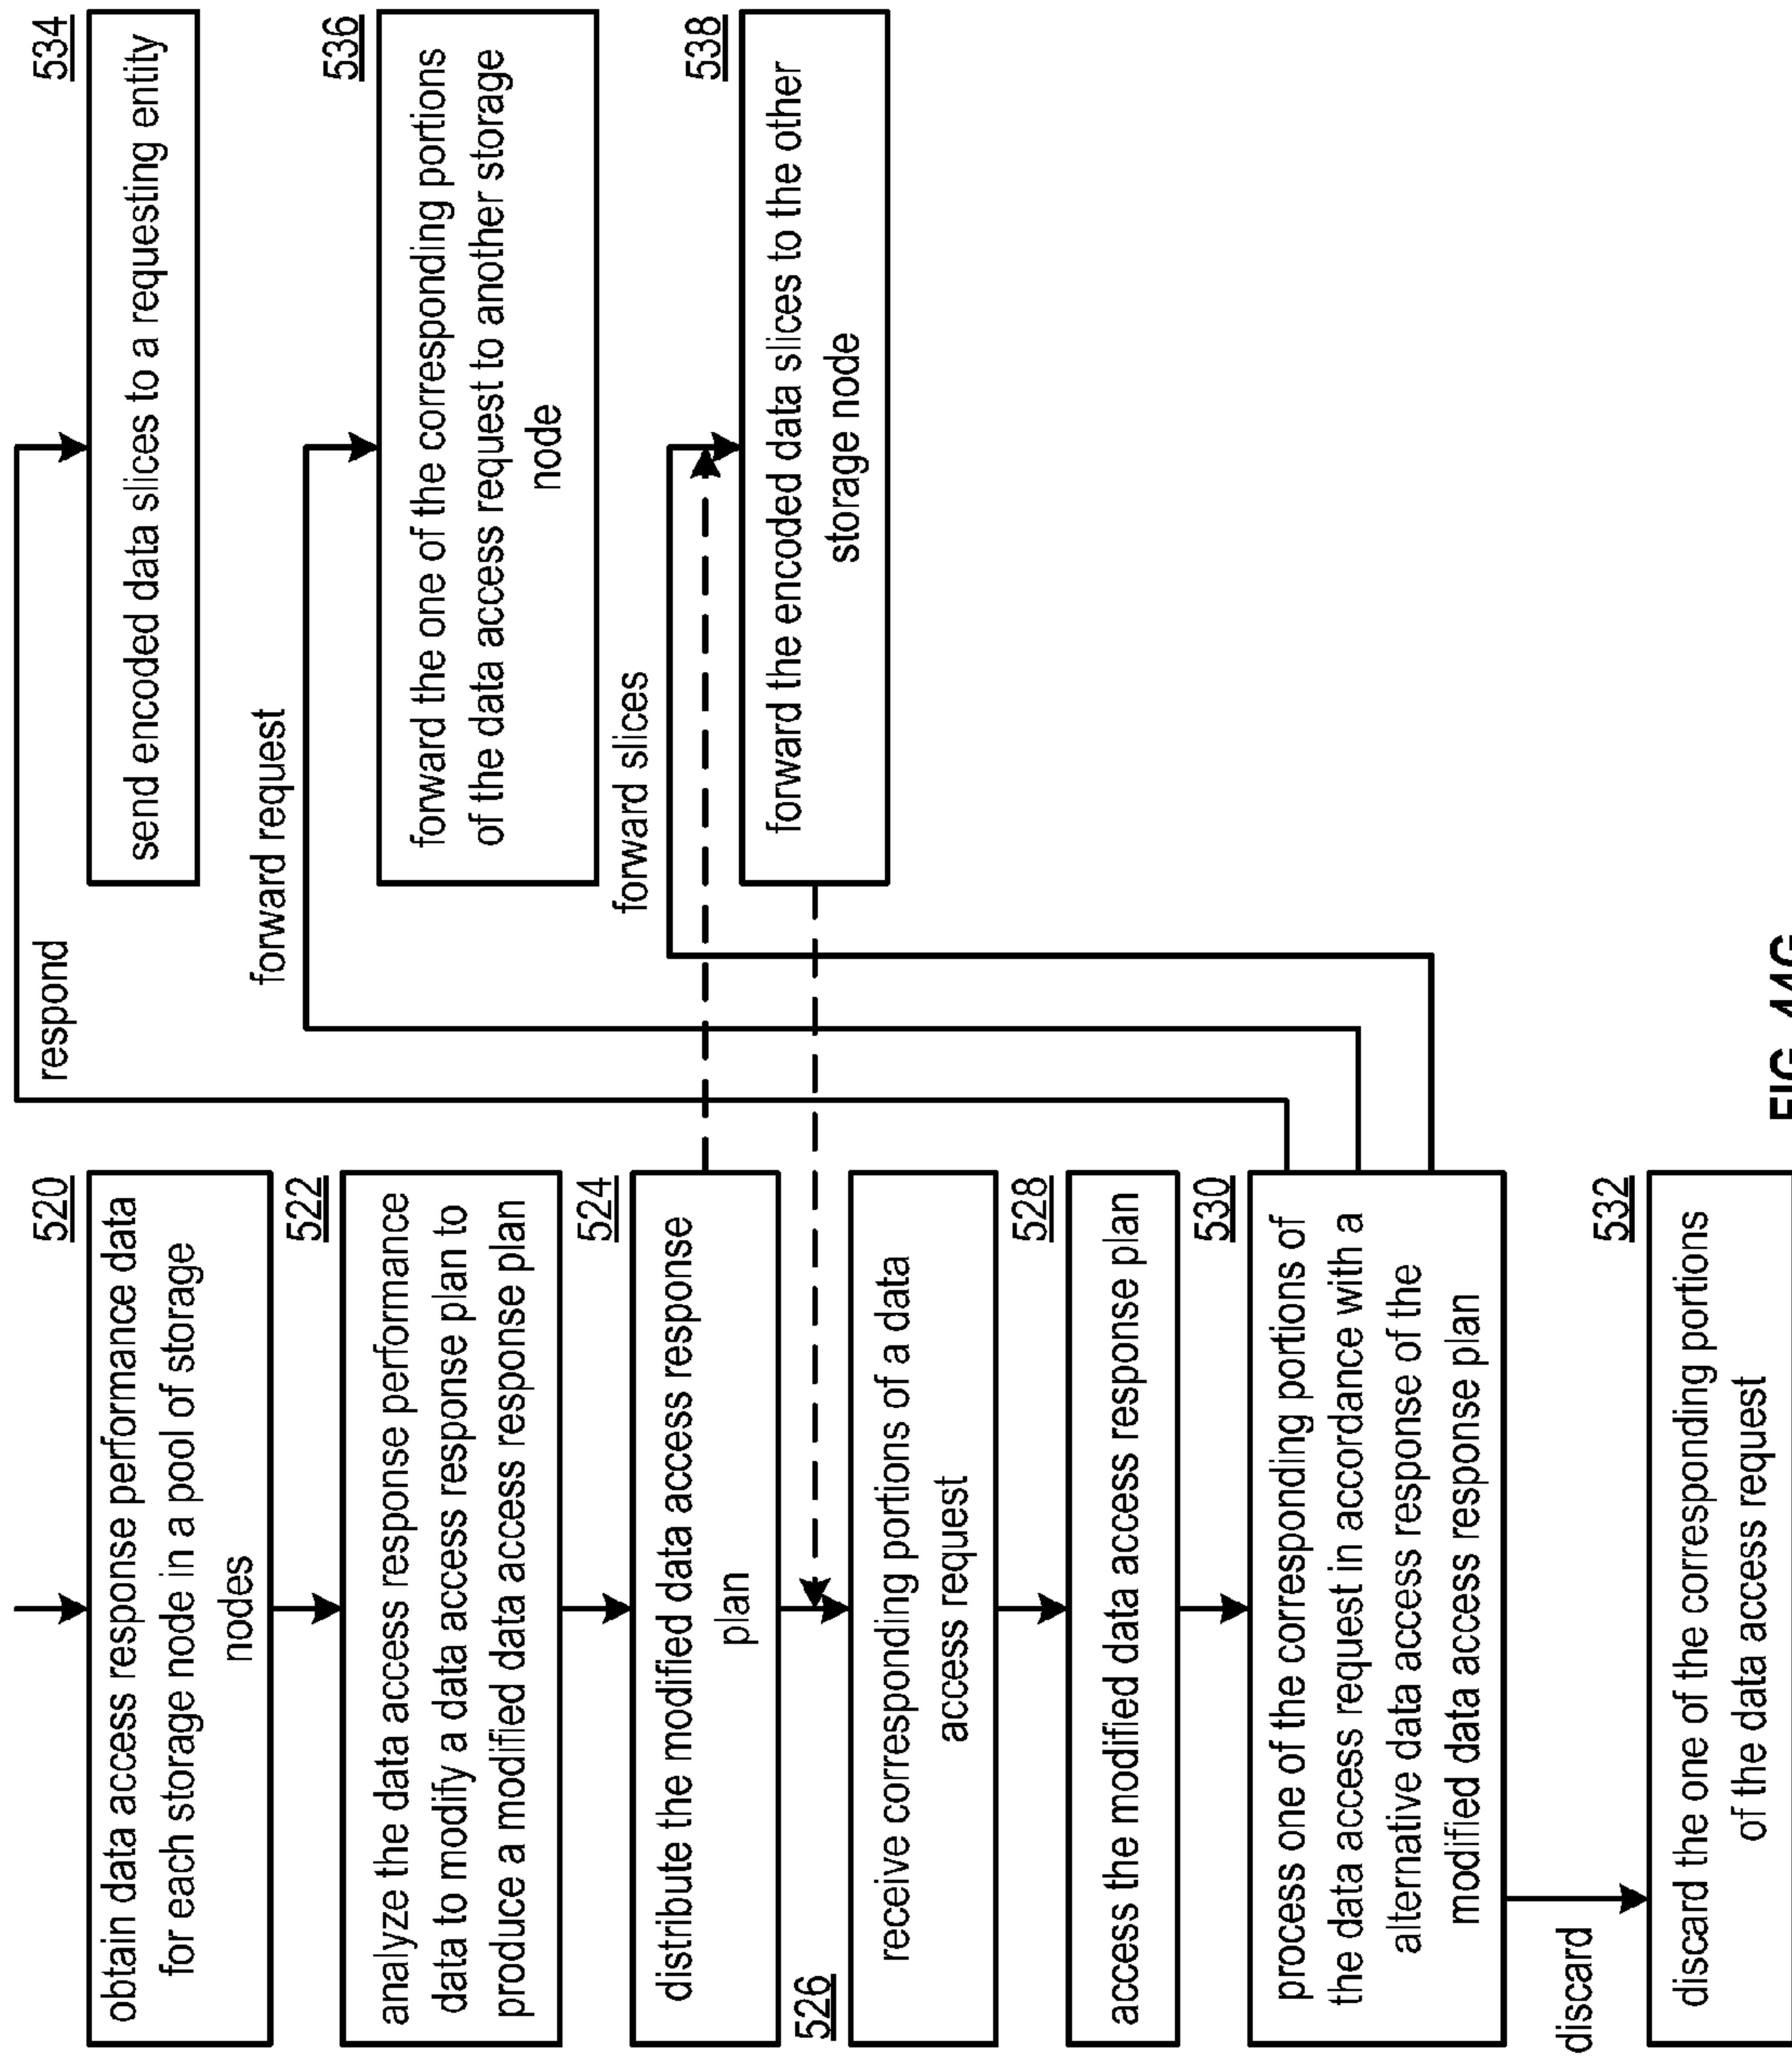 520
obtain data access response performance data
for each storage node in a pool of storage
nodes
522
analyze the data access response performance
data to modify a data access response plan to
produce a modified data access response plan
524
distribute the modified data access response
plan
526
receive corresponding portions of a data
access request
528
access the modified data access response plan
530
process one of the corresponding portions of
the data access request in accordance with a
alternative data access response of the
modified data access response plan
discard
532
discard the one of the corresponding portions
of the data access request
respond
534
send encoded data slices to a requesting entity
forward request
536
forward the one of the corresponding portions
of the data access request to another storage
node
forward slices
538
forward the encoded data slices to the other
storage node